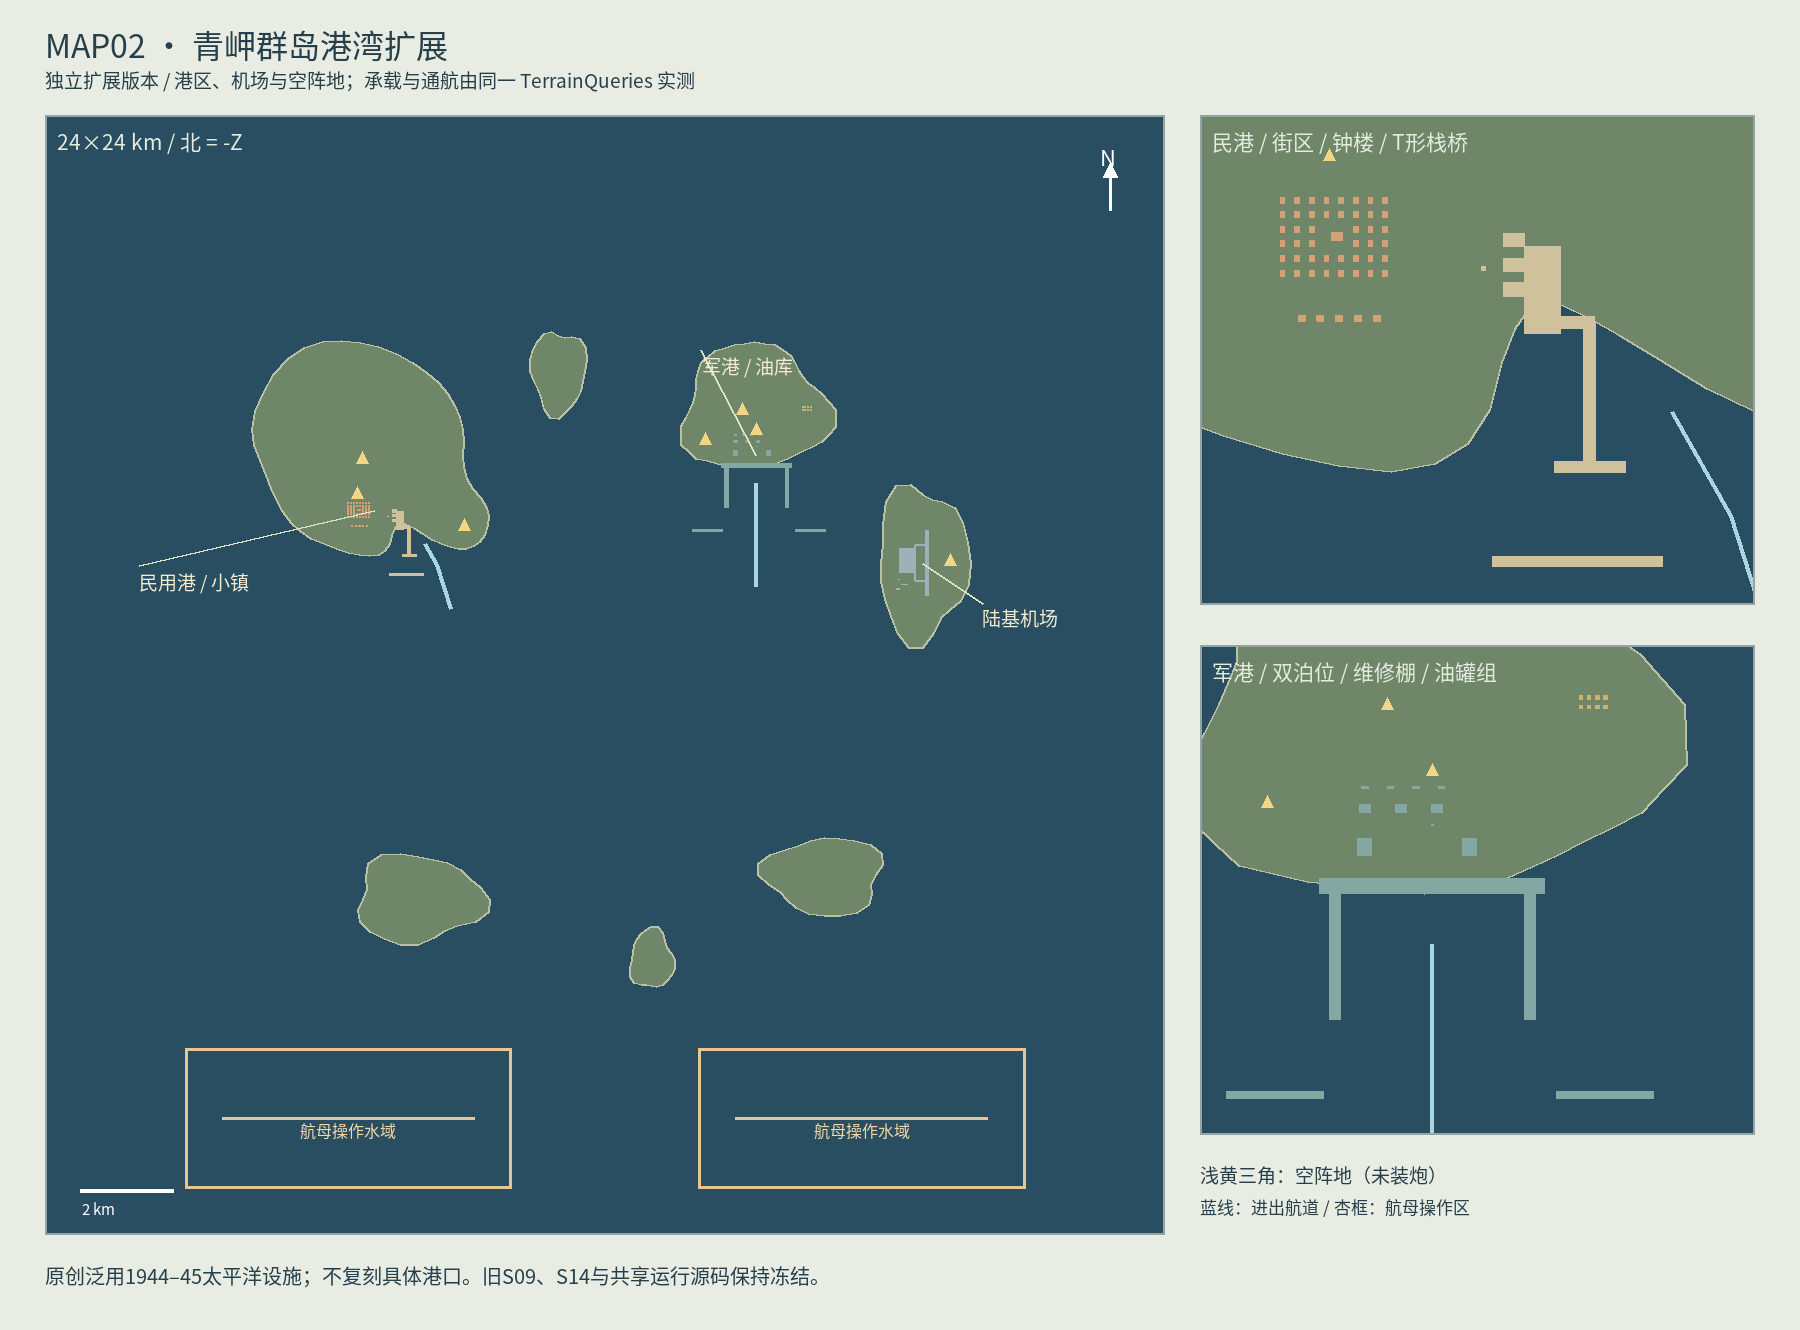 MAP02 · 青岬群岛港湾扩展
独立扩展版本 / 港区、机场与空阵地；承载与通航由同一 TerrainQueries 实测
24×24 km / 北 = -Z
N
军港 / 油库
民用港 / 小镇
陆基机场
航母操作水域
航母操作水域
2 km
民港 / 街区 / 钟楼 / T形栈桥
军港 / 双泊位 / 维修棚 / 油罐组
浅黄三角：空阵地（未装炮）
蓝线：进出航道 / 杏框：航母操作区
原创泛用1944–45太平洋设施；不复刻具体港口。旧S09、S14与共享运行源码保持冻结。